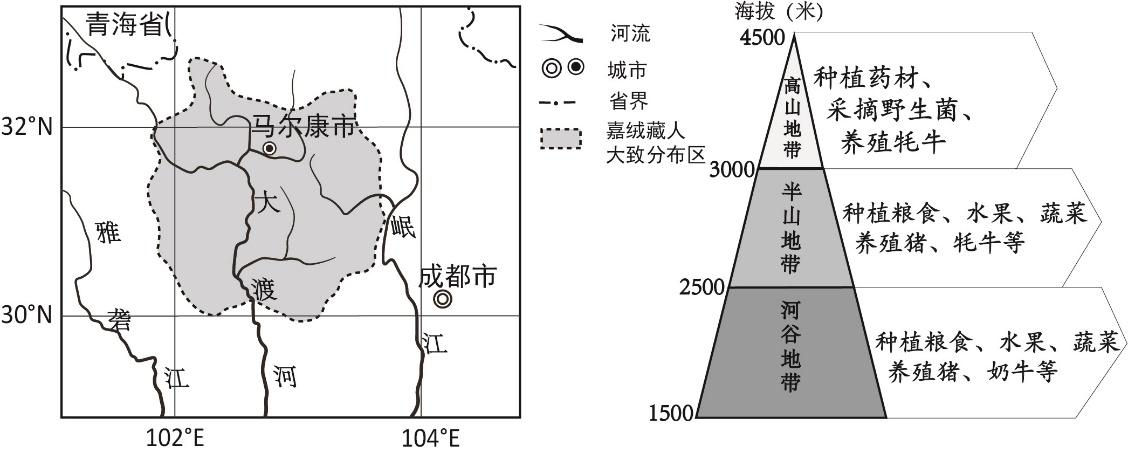 青海省
32°N
30°N
102°E
104°E
马尔康市
成都市
大
渡
河
雅
砻
江
岷
江
河流
城市
省界
嘉绒藏人
大致分布区
海拔（米）
4500
3000
2500
1500
高山地带
种植药材、
采摘野生菌、
养殖牦牛
半山地带
种植粮食、水果、蔬菜
养殖猪、牦牛等
河谷地带
种植粮食、水果、蔬菜
养殖猪、奶牛等